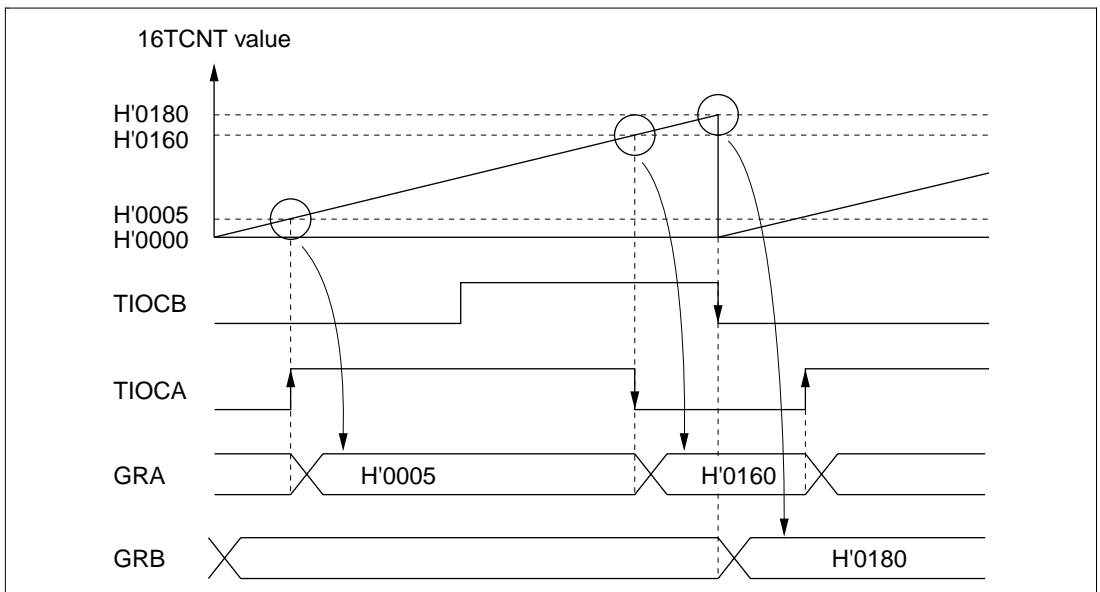 16TCNT value
H'0180
H'0160
H'0005
H'0000
TIOCB
TIOCA
GRA H'0005 H'0160
GRB H'0180